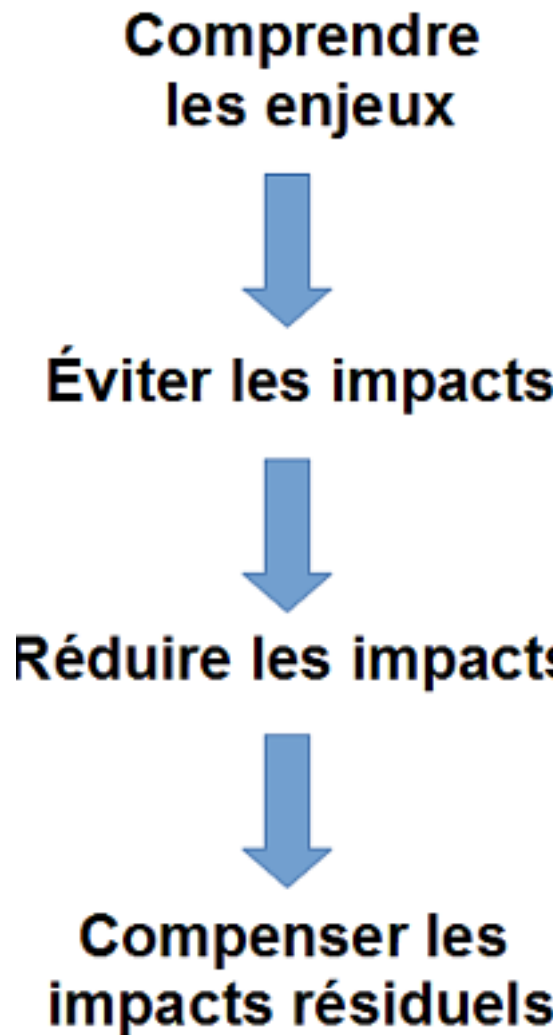 Comprendre
les enjeux
Éviter les impacts
Réduire les impacts
Compenser les
impacts résiduels